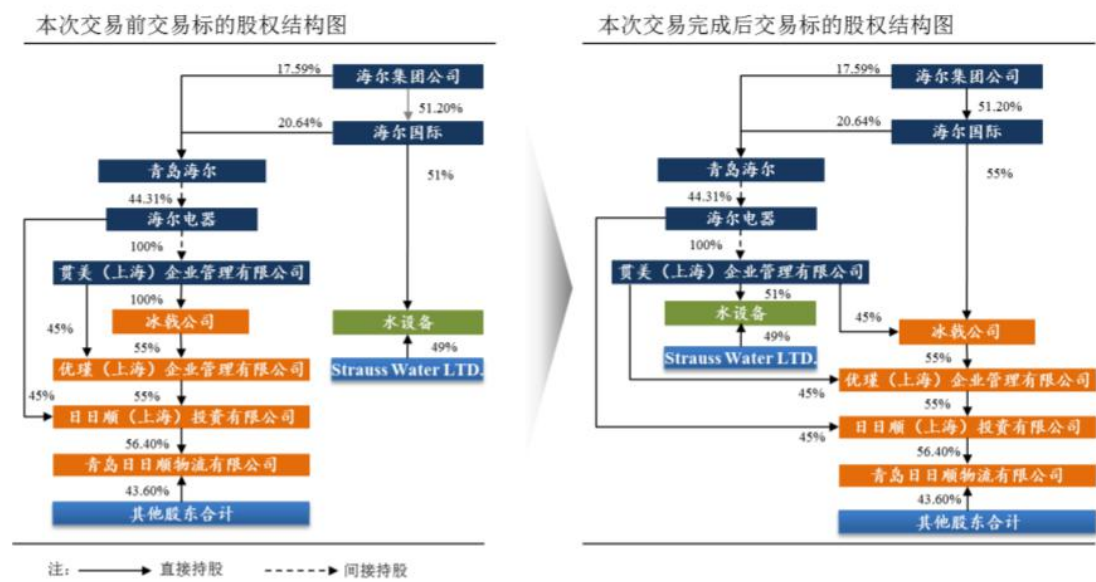 本次交易前交易标的股权结构图
17.59%
海尔集团公司
51.20%
20.64%
海尔国际
青岛海尔
51%
44.31%
海尔电器
100%
贯美（上海）企业管理有限公司
100%
45%
冰戟公司
水设备
55%
49%
优瑾（上海）企业管理有限公司
Strauss Water LTD.
45%
55%
日日顺（上海）投资有限公司
56.40%
青岛日日顺物流有限公司
43.60%
其他股东合计
本次交易完成后交易标的股权结构图
17.59%
海尔集团公司
51.20%
20.64%
海尔国际
青岛海尔
55%
44.31%
海尔电器
100%
贯美（上海）企业管理有限公司
51%
水设备
45%
冰戟公司
49%
55%
Strauss Water LTD.
优瑾（上海）企业管理有限公司
45%
55%
日日顺（上海）投资有限公司
45%
56.40%
青岛日日顺物流有限公司
43.60%
其他股东合计
注： 直接持股 间接持股